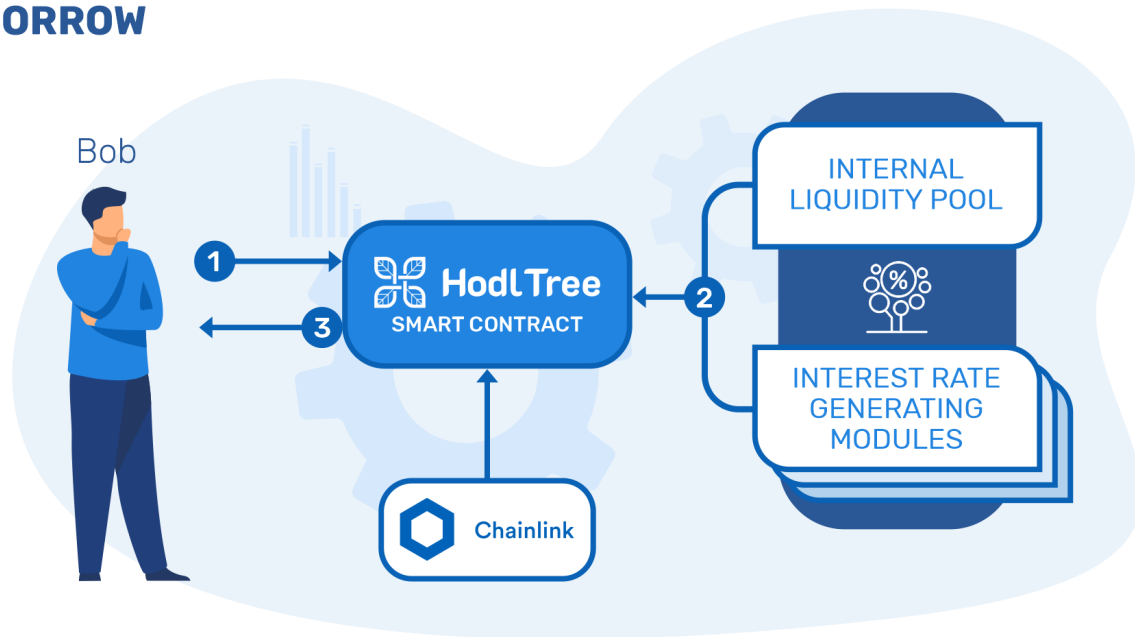 ORROW
Bob
1
3
HodlTree
SMART CONTRACT
2
INTERNAL
LIQUIDITY POOL
%
INTEREST RATE
GENERATING
MODULES
Chainlink